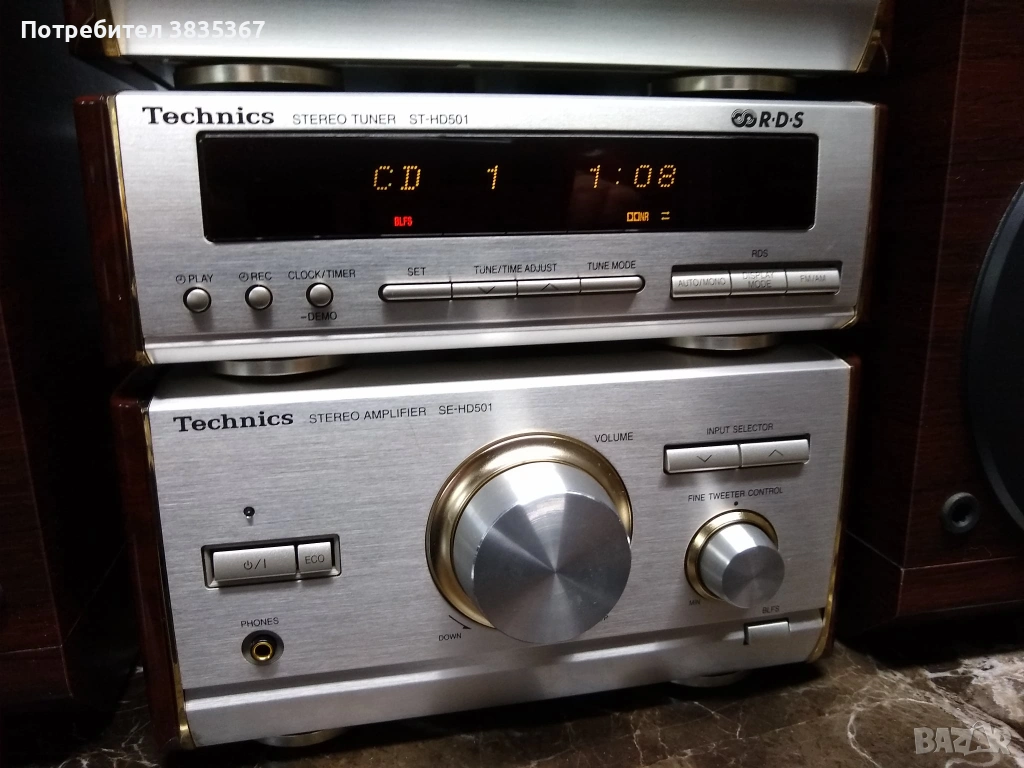 Потребител 3835367
Technics STEREO TUNER ST-HD501 R·D·S
CD 1 1:08
BLFS NR
PLAY REC CLOCK/TIMER SET TUNE/TIME ADJUST TUNE MODE RDS
AUTO/MONO DISPLAY MODE FM/AM
–DEMO
Technics STEREO AMPLIFIER SE-HD501
VOLUME
INPUT SELECTOR
FINE TWEETER CONTROL
ECO
MIN
BLFS
PHONES
DOWN
BAZAR